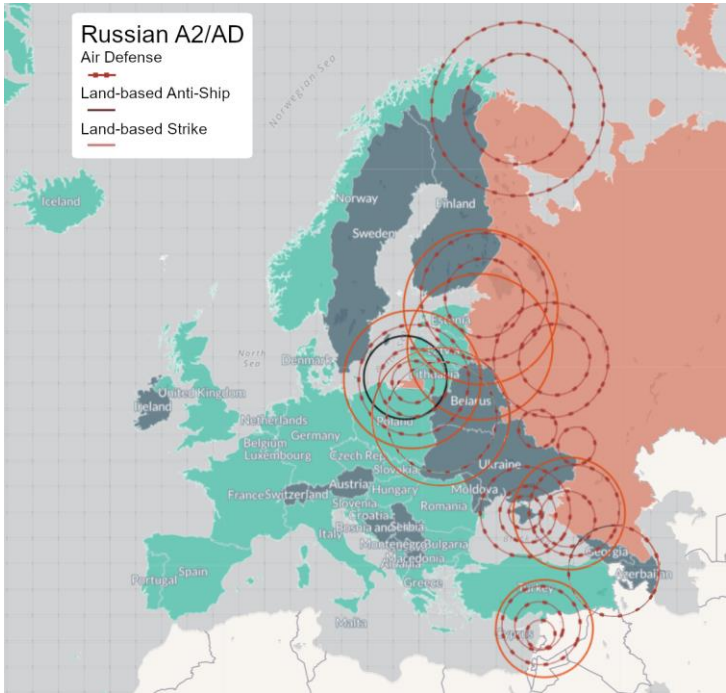 Russian A2/AD
Air Defense
Land-based Anti-Ship
Land-based Strike
Norwegian Sea
Iceland
Norway
Finland
Sweden
Estonia
North
Sea
Denmark
Lithuania
United Kingdom
Ireland
Belarus
Netherlands
Poland
Belgium
Germany
Luxembourg
Czech Rep
Ukraine
Slovakia
France
Switzerland
Austria
Hungary
Moldova
Slovenia
Romania
Croatia
Bosnia and
Serbia
Italy
Montenegro
Bulgaria
Georgia
Macedonia
Albania
Azerbaijan
Spain
Portugal
Greece
Turkey
Malta
Cyprus